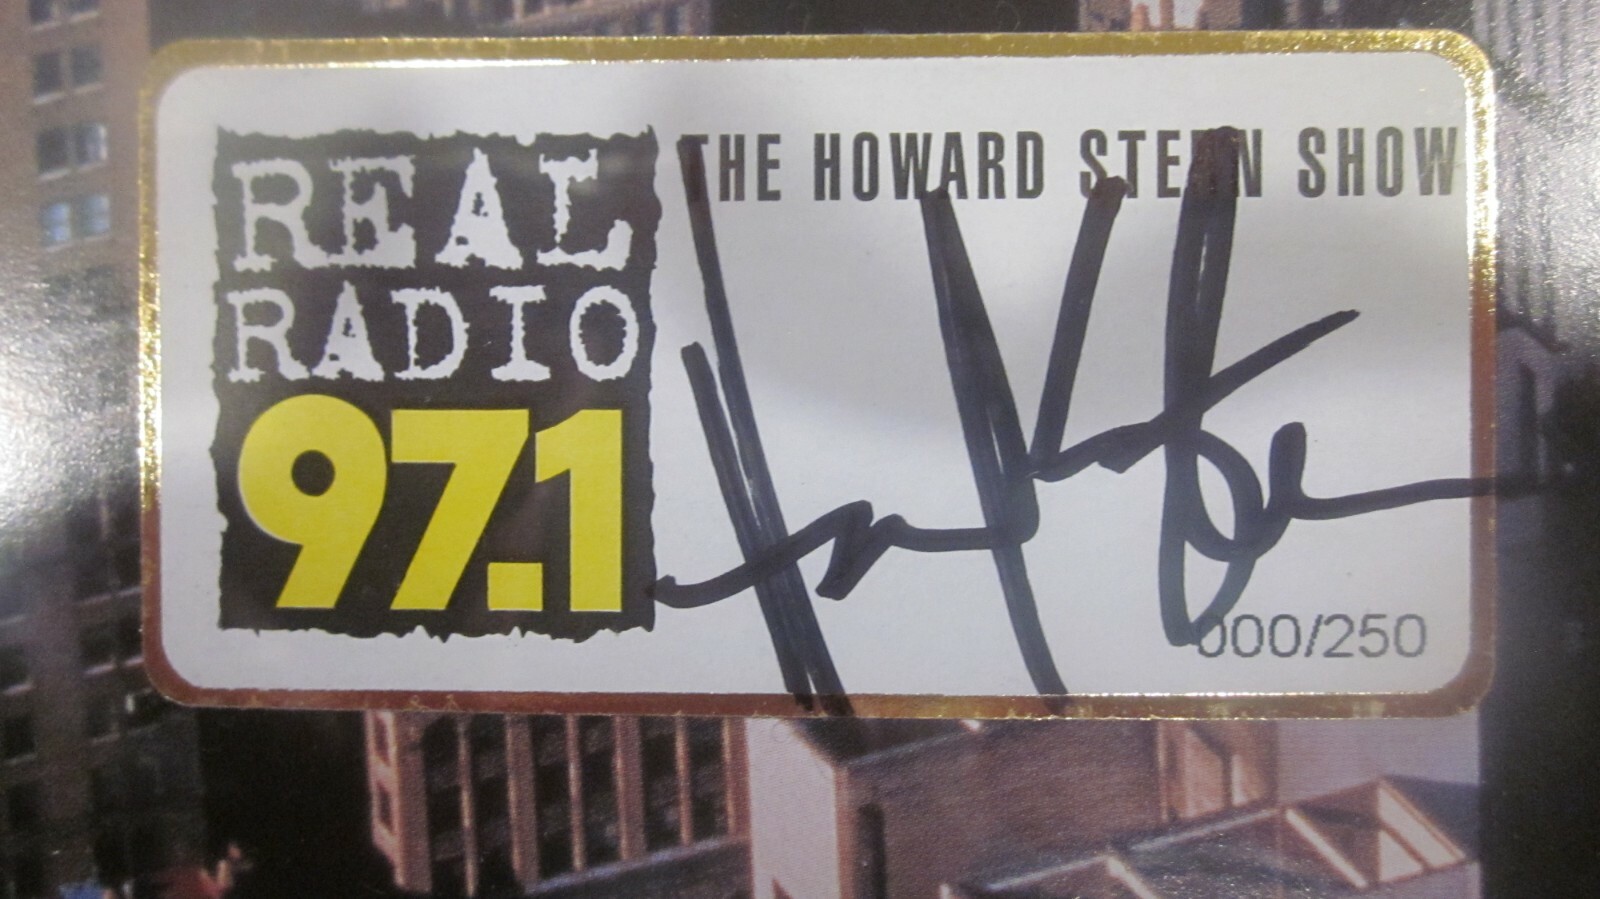 REAL
RADIO
97.1
THE HOWARD STERN SHOW
000/250